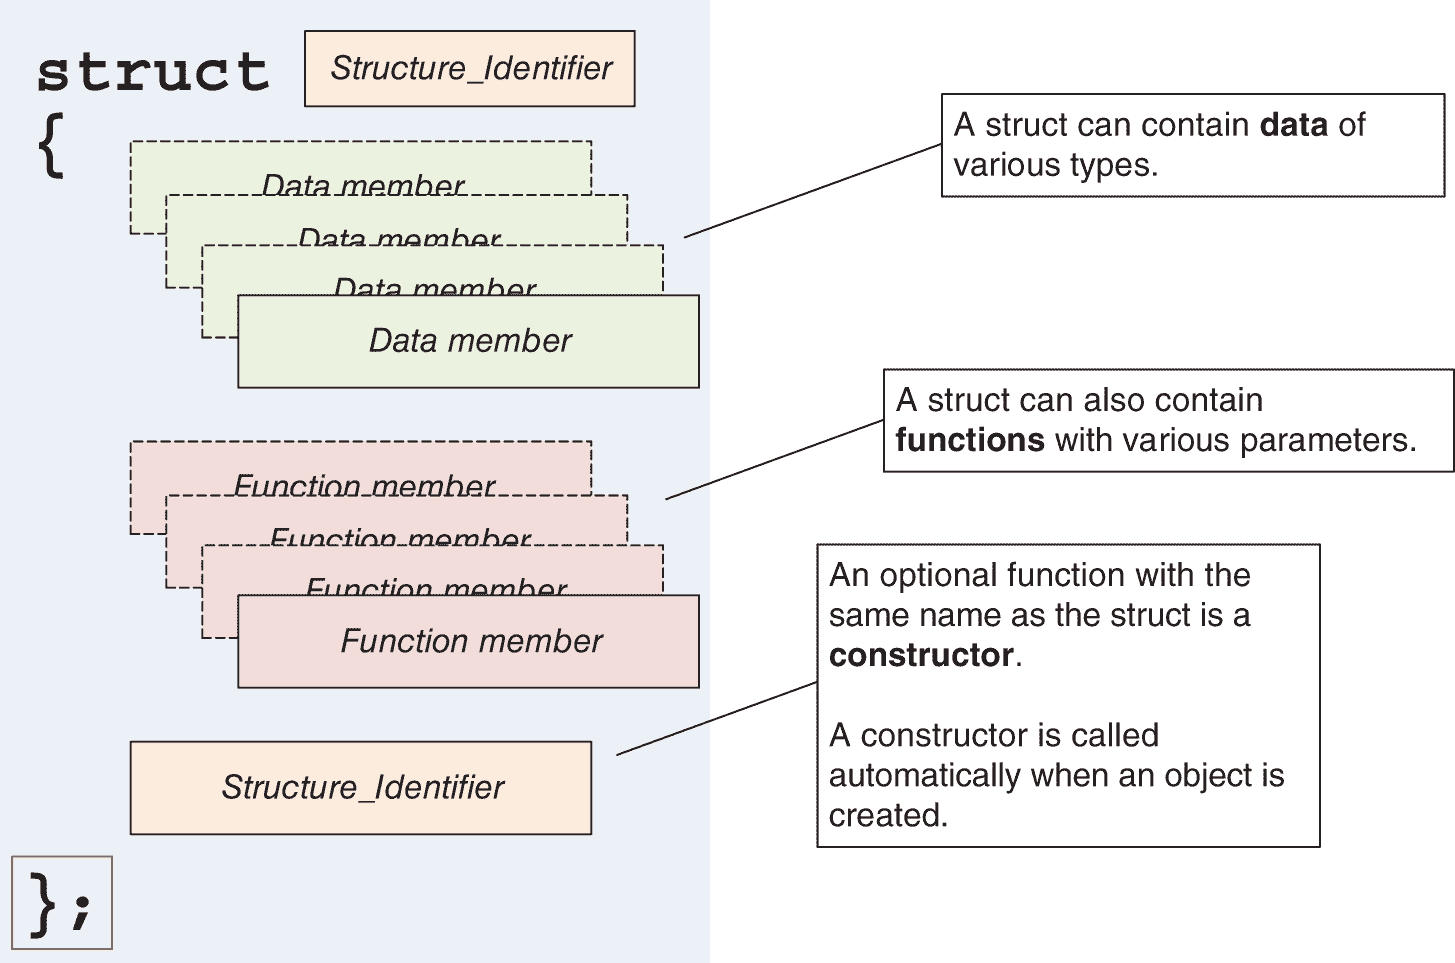 struct Structure_Identifier
{
Data member
Data member
Data member
Data member
A struct can contain data of
various types.
Function member
Function member
Function member
Function member
A struct can also contain
functions with various parameters.
Structure_Identifier
An optional function with the
same name as the struct is a
constructor.
A constructor is called
automatically when an object is
created.
};